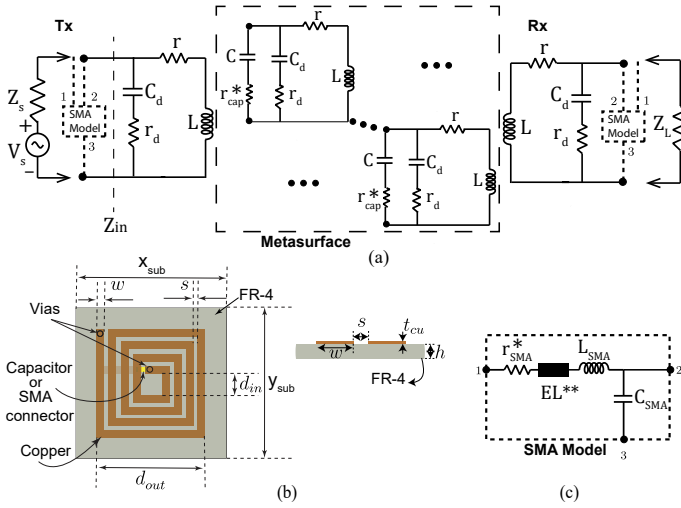 Tx
Rx
Z_s
+
V_s
−
1
2
SMA
Model
3
Z_in
r
C_d
r_d
L
C
r*_cap
C_d
r_d
r
L
C
r*_cap
C_d
r_d
r
L
Metasurface
L
r
C_d
r_d
2
1
SMA
Model
3
Z_L
(a)
x_sub
w
s
FR-4
Vias
Capacitor
or
SMA
connector
Copper
d_in
y_sub
d_out
s
w
t_cu
h
FR-4
(b)
1
r*_SMA
EL**
L_SMA
2
C_SMA
3
SMA Model
(c)